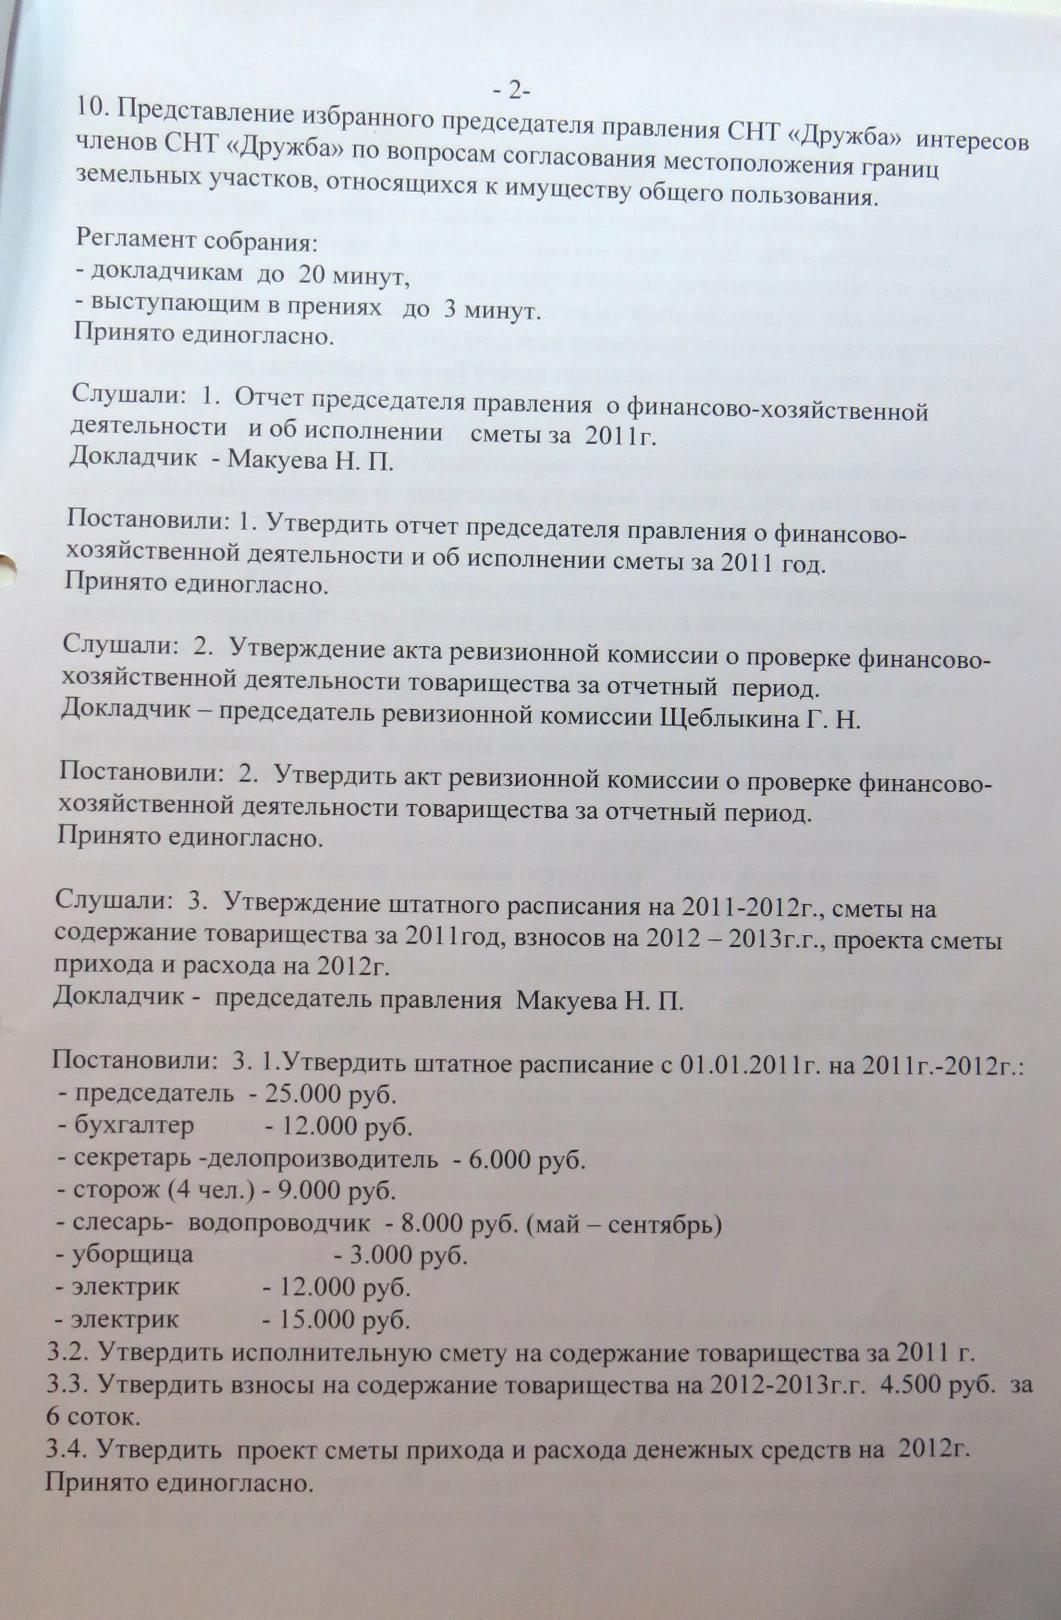 - 2-
10. Представление избранного председателя правления СНТ «Дружба» интересов
членов СНТ «Дружба» по вопросам согласования местоположения границ
земельных участков, относящихся к имуществу общего пользования.
Регламент собрания:
- докладчикам до 20 минут,
- выступающим в прениях до 3 минут.
Принято единогласно.
Слушали: 1. Отчет председателя правления о финансово-хозяйственной
деятельности и об исполнении сметы за 2011г.
Докладчик - Макуева Н. П.
Постановили: 1. Утвердить отчет председателя правления о финансово-
хозяйственной деятельности и об исполнении сметы за 2011 год.
Принято единогласно.
Слушали: 2. Утверждение акта ревизионной комиссии о проверке финансово-
хозяйственной деятельности товарищества за отчетный период.
Докладчик – председатель ревизионной комиссии Щеблыкина Г. Н.
Постановили: 2. Утвердить акт ревизионной комиссии о проверке финансово-
хозяйственной деятельности товарищества за отчетный период.
Принято единогласно.
Слушали: 3. Утверждение штатного расписания на 2011-2012г., сметы на
содержание товарищества за 2011год, взносов на 2012 – 2013г.г., проекта сметы
прихода и расхода на 2012г.
Докладчик - председатель правления Макуева Н. П.
Постановили: 3. 1.Утвердить штатное расписание с 01.01.2011г. на 2011г.-2012г.:
- председатель - 25.000 руб.
- бухгалтер - 12.000 руб.
- секретарь -делопроизводитель - 6.000 руб.
- сторож (4 чел.) - 9.000 руб.
- слесарь- водопроводчик - 8.000 руб. (май – сентябрь)
- уборщица - 3.000 руб.
- электрик - 12.000 руб.
- электрик - 15.000 руб.
3.2. Утвердить исполнительную смету на содержание товарищества за 2011 г.
3.3. Утвердить взносы на содержание товарищества на 2012-2013г.г. 4.500 руб. за
6 соток.
3.4. Утвердить проект сметы прихода и расхода денежных средств на 2012г.
Принято единогласно.